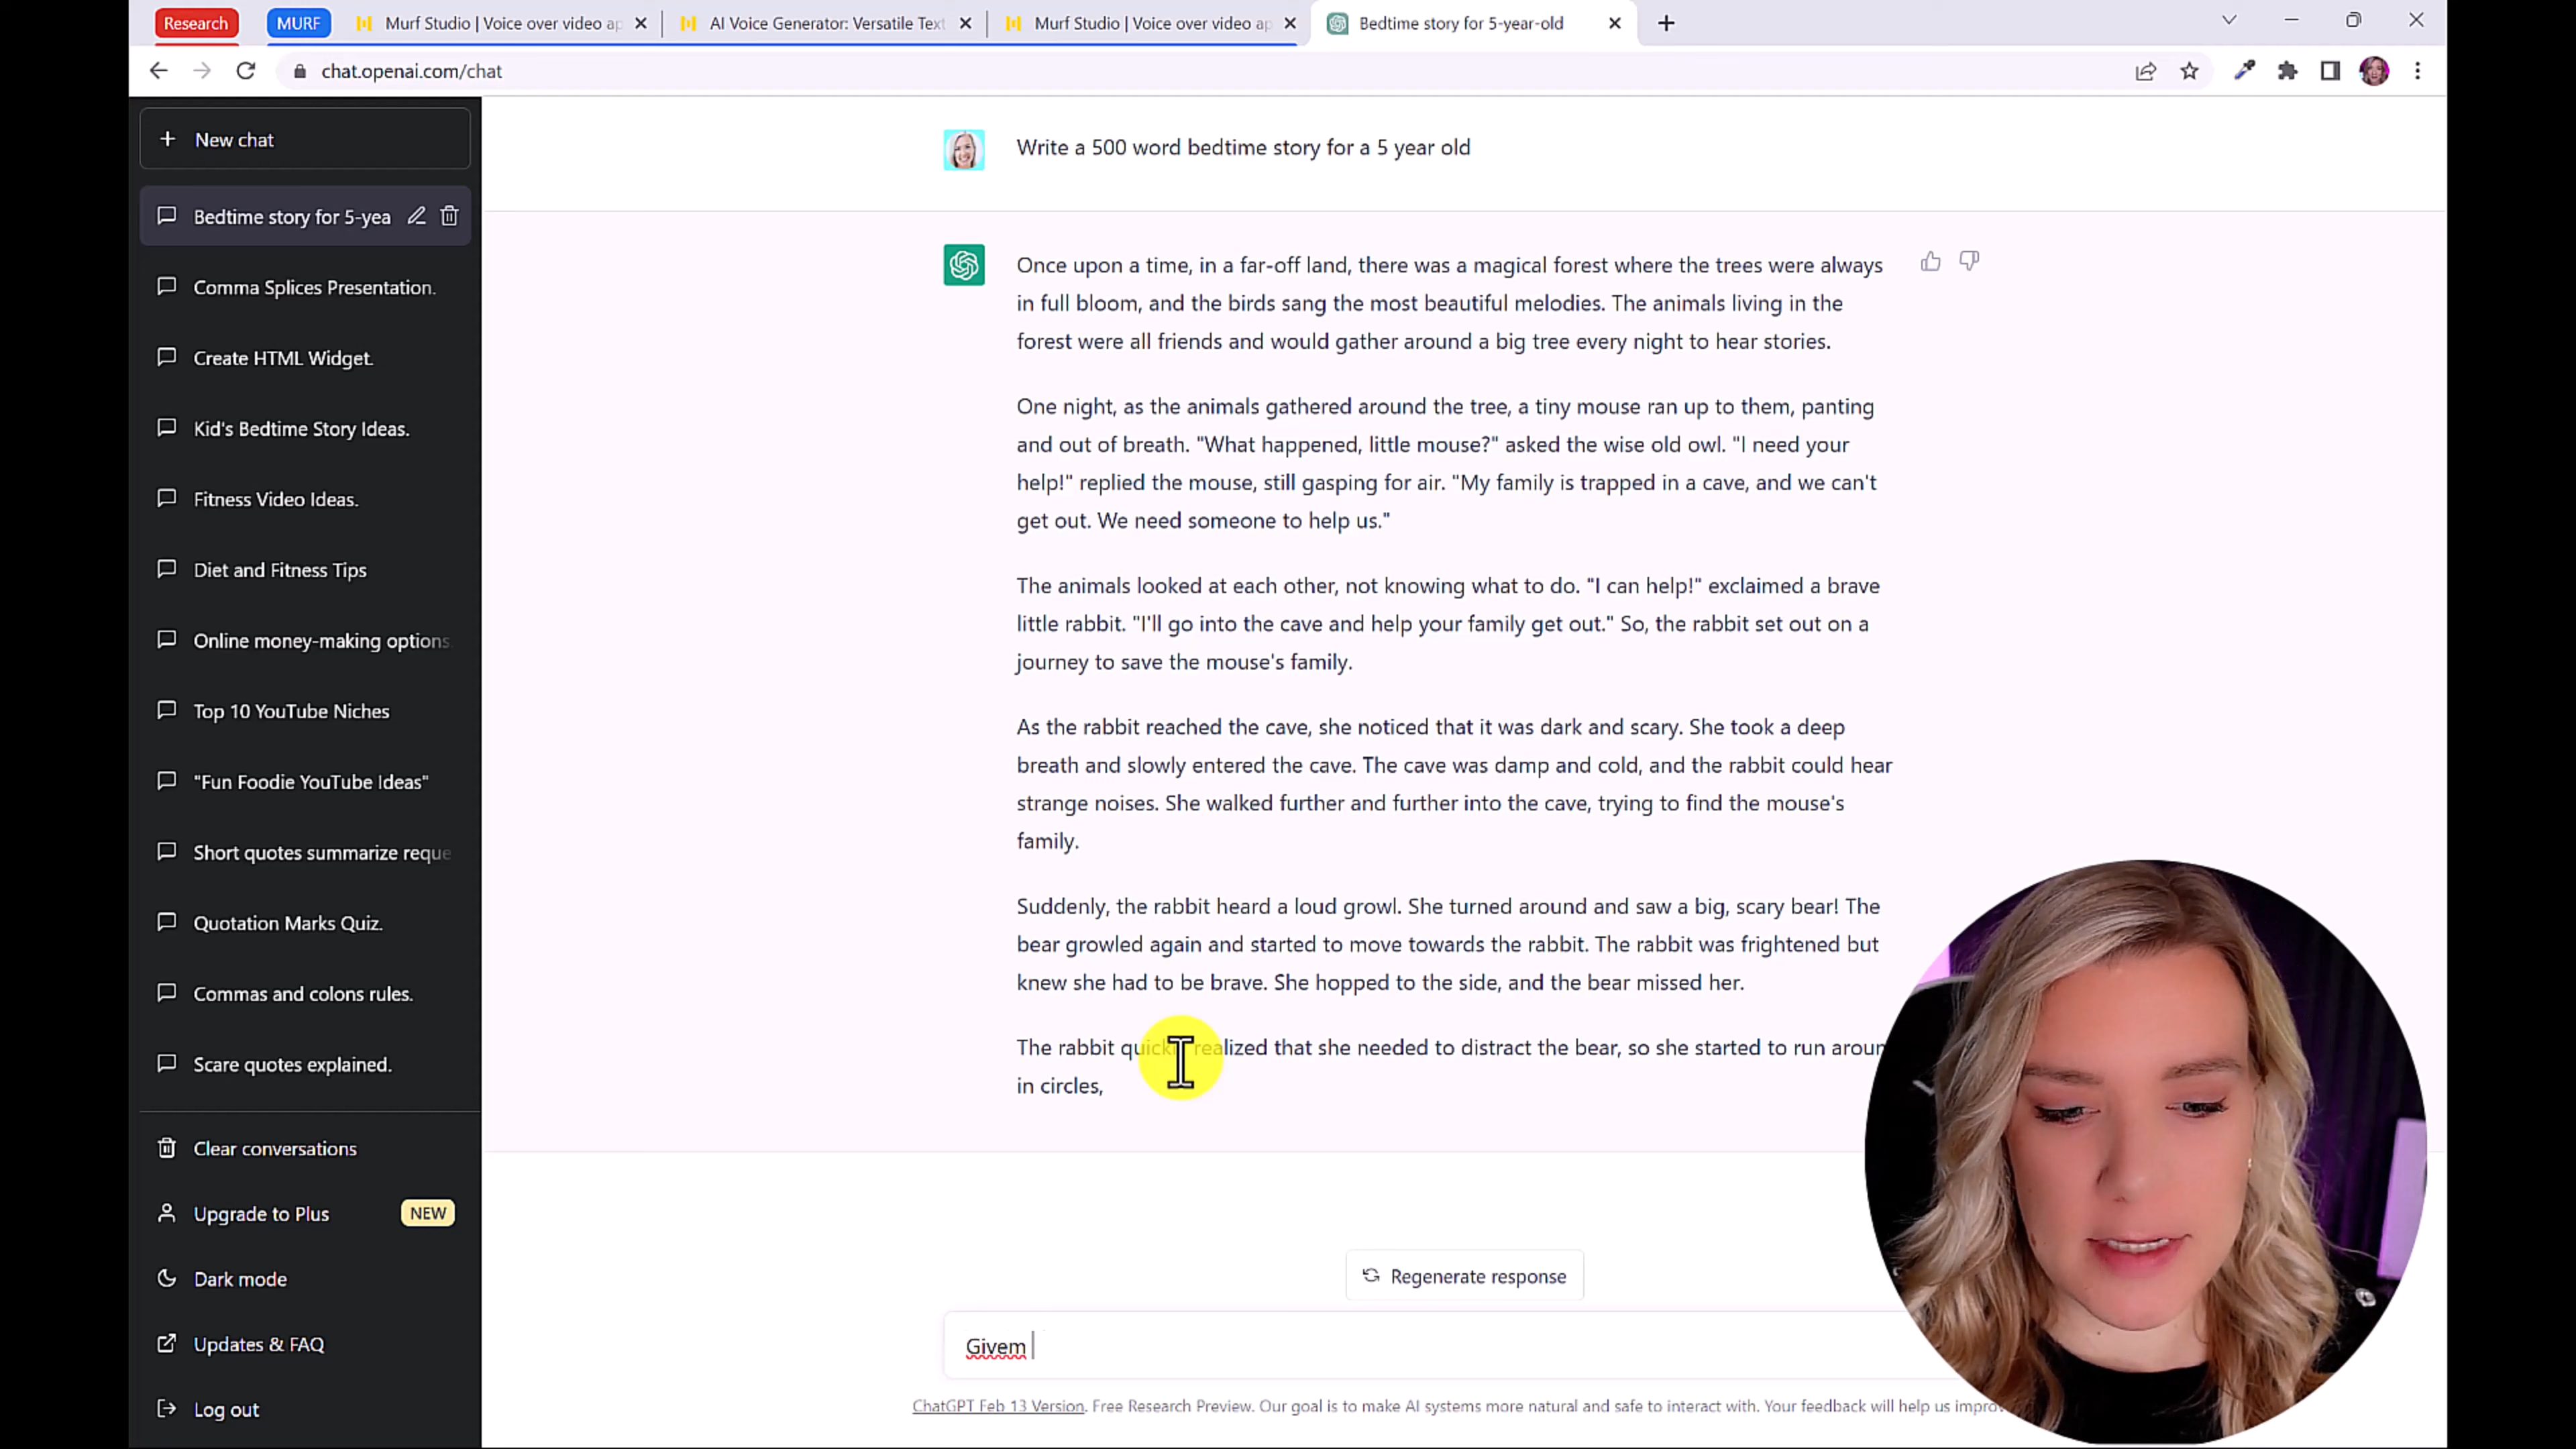 Research
MURF
Murf Studio | Voice over video ap
AI Voice Generator: Versatile Text
Murf Studio | Voice over video ap
Bedtime story for 5-year-old
chat.openai.com/chat
New chat
Bedtime story for 5-yea
Comma Splices Presentation.
Create HTML Widget.
Kid's Bedtime Story Ideas.
Fitness Video Ideas.
Diet and Fitness Tips
Online money-making options.
Top 10 YouTube Niches
"Fun Foodie YouTube Ideas"
Short quotes summarize reque
Quotation Marks Quiz.
Commas and colons rules.
Scare quotes explained.
Clear conversations
Upgrade to Plus NEW
Dark mode
Updates & FAQ
Log out
Write a 500 word bedtime story for a 5 year old
Once upon a time, in a far-off land, there was a magical forest where the trees were always
in full bloom, and the birds sang the most beautiful melodies. The animals living in the
forest were all friends and would gather around a big tree every night to hear stories.
One night, as the animals gathered around the tree, a tiny mouse ran up to them, panting
and out of breath. "What happened, little mouse?" asked the wise old owl. "I need your
help!" replied the mouse, still gasping for air. "My family is trapped in a cave, and we can't
get out. We need someone to help us."
The animals looked at each other, not knowing what to do. "I can help!" exclaimed a brave
little rabbit. "I'll go into the cave and help your family get out." So, the rabbit set out on a
journey to save the mouse's family.
As the rabbit reached the cave, she noticed that it was dark and scary. She took a deep
breath and slowly entered the cave. The cave was damp and cold, and the rabbit could hear
strange noises. She walked further and further into the cave, trying to find the mouse's
family.
Suddenly, the rabbit heard a loud growl. She turned around and saw a big, scary bear! The
bear growled again and started to move towards the rabbit. The rabbit was frightened but
knew she had to be brave. She hopped to the side, and the bear missed her.
The rabbit quickly realized that she needed to distract the bear, so she started to run aroun
in circles,
Regenerate response
Givem
ChatGPT Feb 13 Version. Free Research Preview. Our goal is to make AI systems more natural and safe to interact with. Your feedback will help us improv